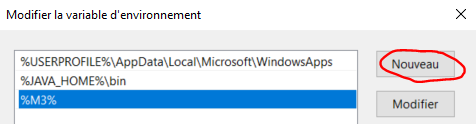 Modifier la variable d'environnement
%USERPROFILE%\AppData\Local\Microsoft\WindowsApps
Nouveau
%JAVA_HOME%\bin
%M3%
Modifier